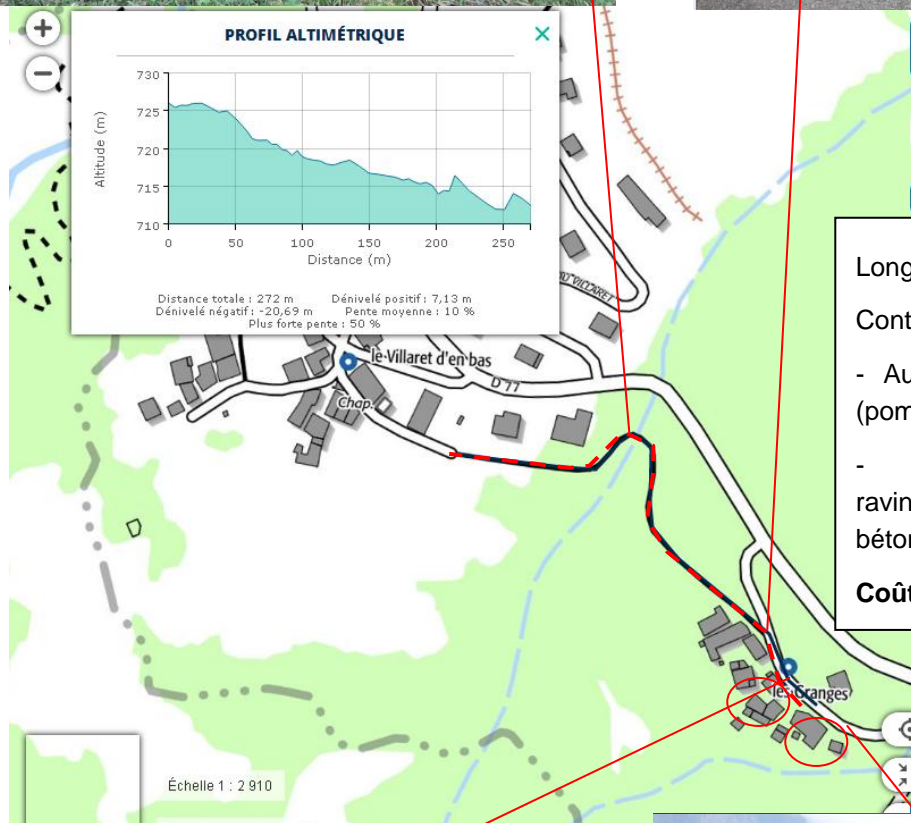 PROFIL ALTIMÉTRIQUE
730
725
720
715
710
Altitude (m)
0 50 100 150 200 250
Distance (m)
Distance totale : 272 m Dénivelé positif : 7,13 m
Dénivelé négatif : -20,69 m Pente moyenne : 10 %
Plus forte pente : 50 %
VILLARET
le Villaret d'en bas
D 77
Chap.
Long
Cont
- Au
(pom
-
ravin
béton
Coût
les Granges
Échelle 1 : 2 910